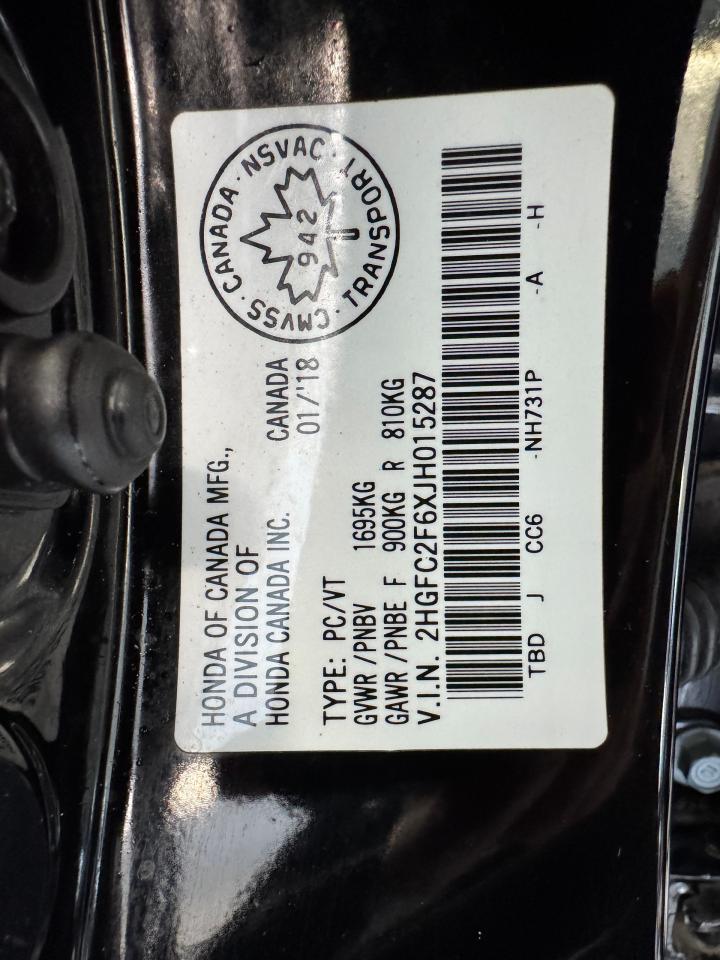 HONDA OF CANADA MFG.,
A DIVISION OF
HONDA CANADA INC. CANADA
01/'18
CMVSS · CANADA · NSVAC · TRANSPORT ·
942
TYPE: PC/VT
GVWR /PNBV 1695KG
GAWR /PNBE F 900KG R 810KG
V.I.N. 2HGFC2F6XJH015287
TBD J CC6 -NH731P -A -H